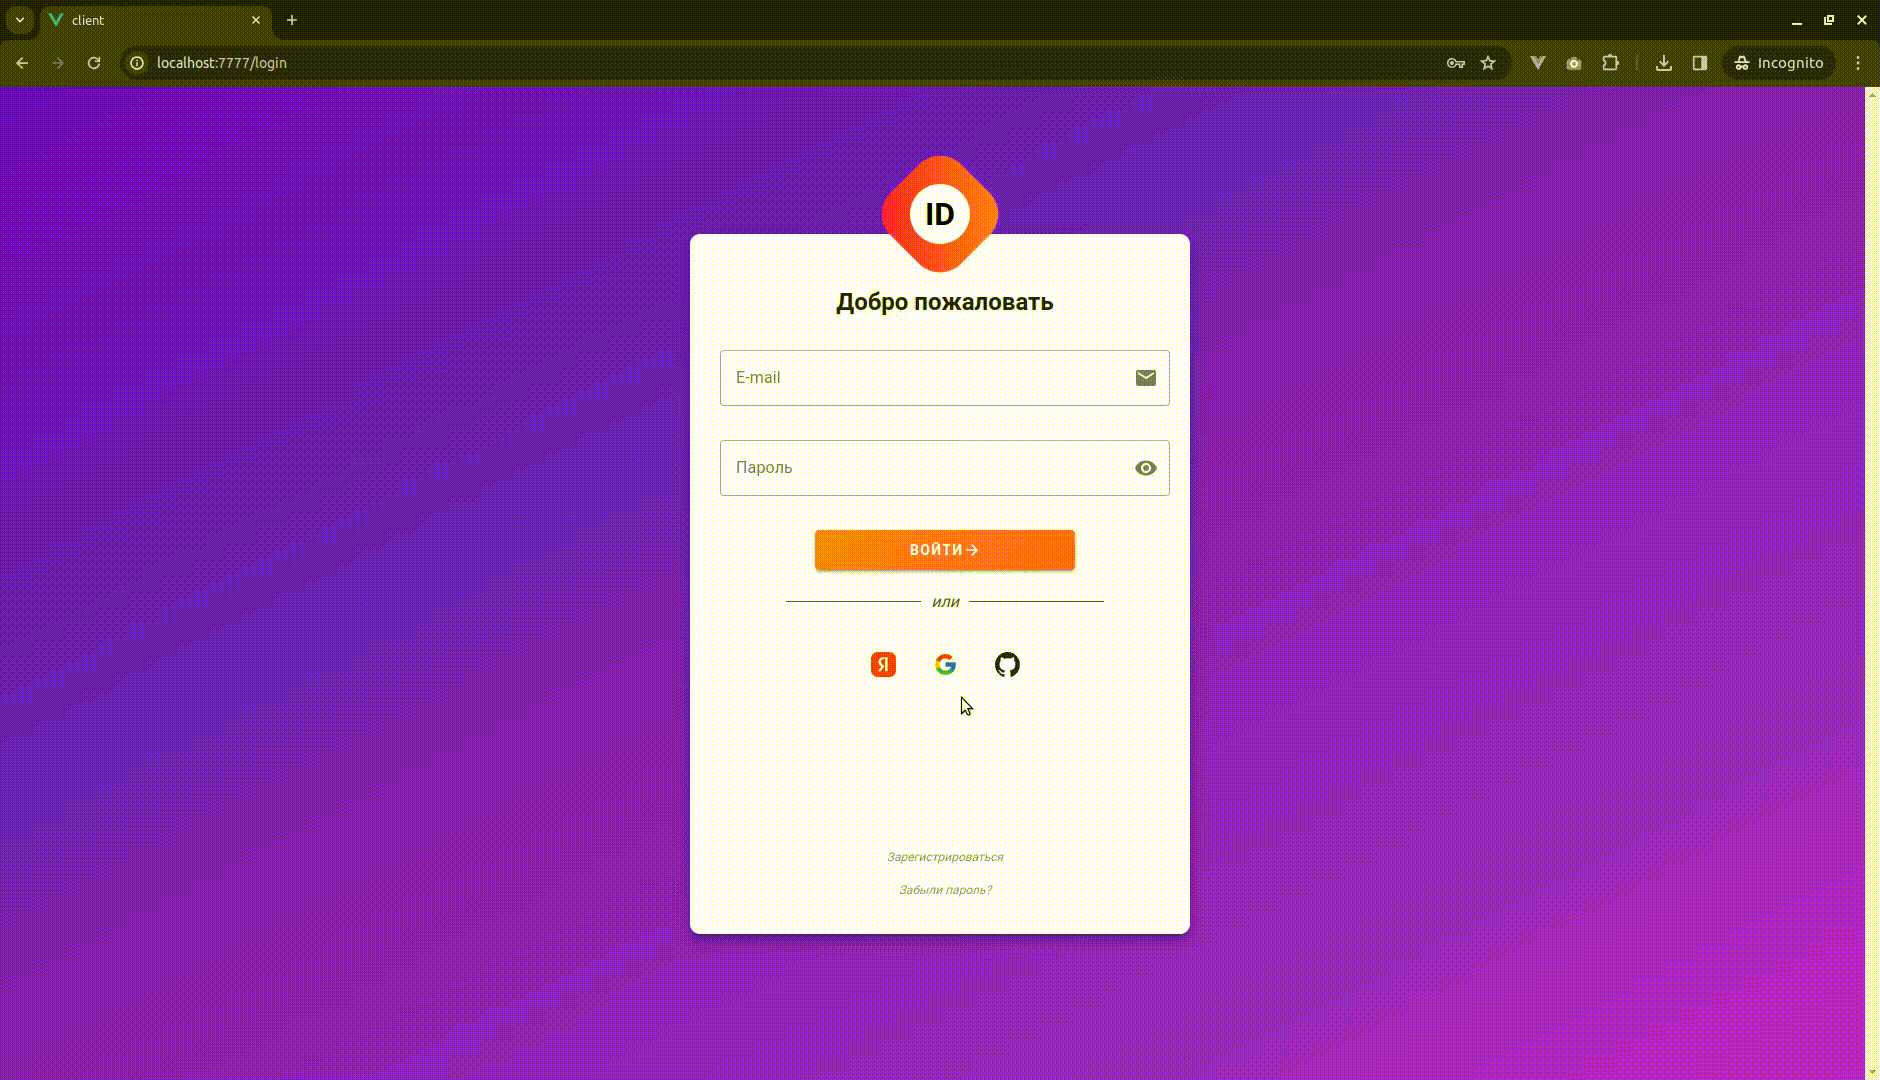 client
localhost:7777/login
Incognito
ID
Добро пожаловать
E-mail
Пароль
ВОЙТИ→
или
Я
G
Зарегистрироваться
Забыли пароль?